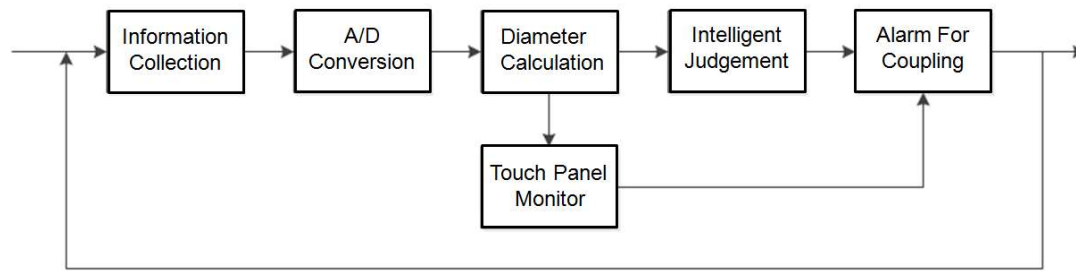 Information
Collection
A/D
Conversion
Diameter
Calculation
Intelligent
Judgement
Alarm For
Coupling
Touch Panel
Monitor